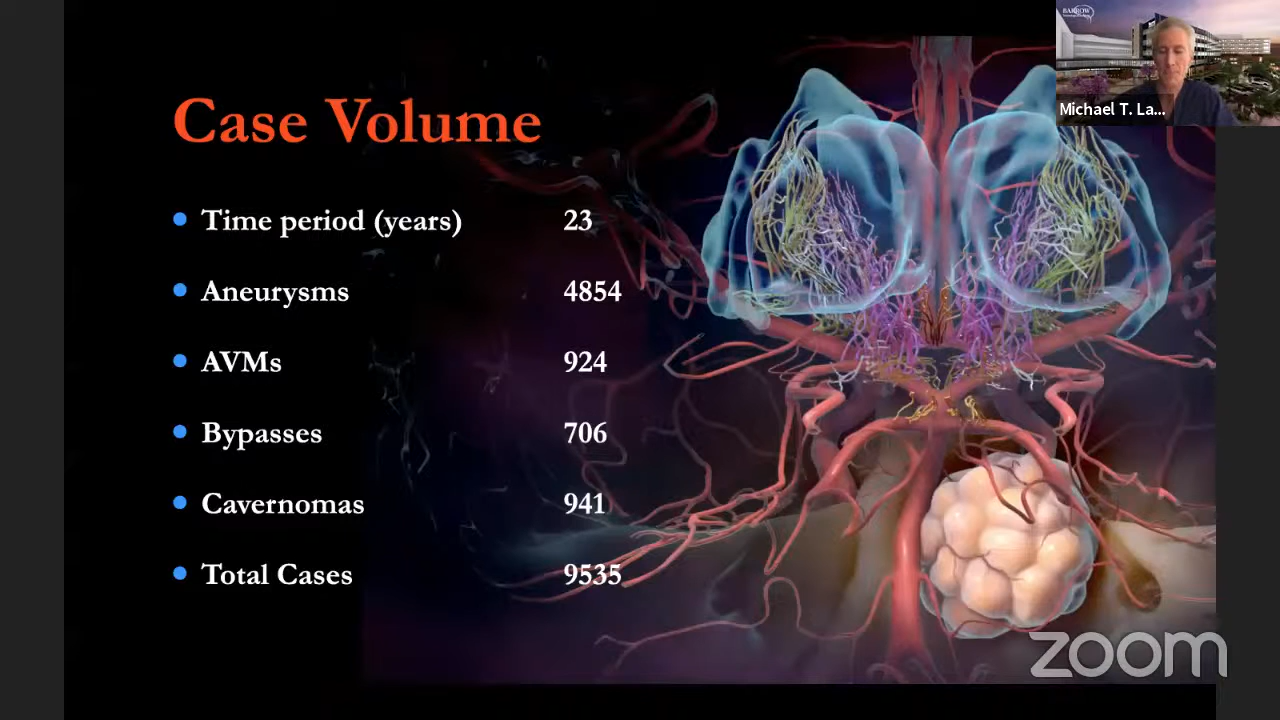 Case Volume
Time period (years) 23
Aneurysms 4854
AVMs 924
Bypasses 706
Cavernomas 941
Total Cases 9535
BARROW
Michael T. La...
zoom